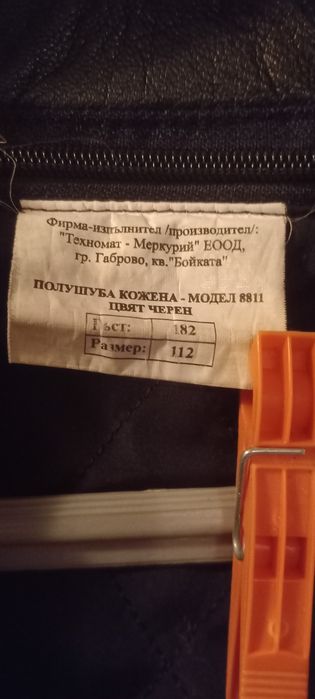 Фирма-изпълнител /производител/:
"Техномат - Меркурий" ЕООД,
гр. Габрово, кв."Бойката"
ПОЛУШУБА КОЖЕНА - МОДЕЛ 8811
ЦВЯТ ЧЕРЕН
Ръст: 182
Размер: 112